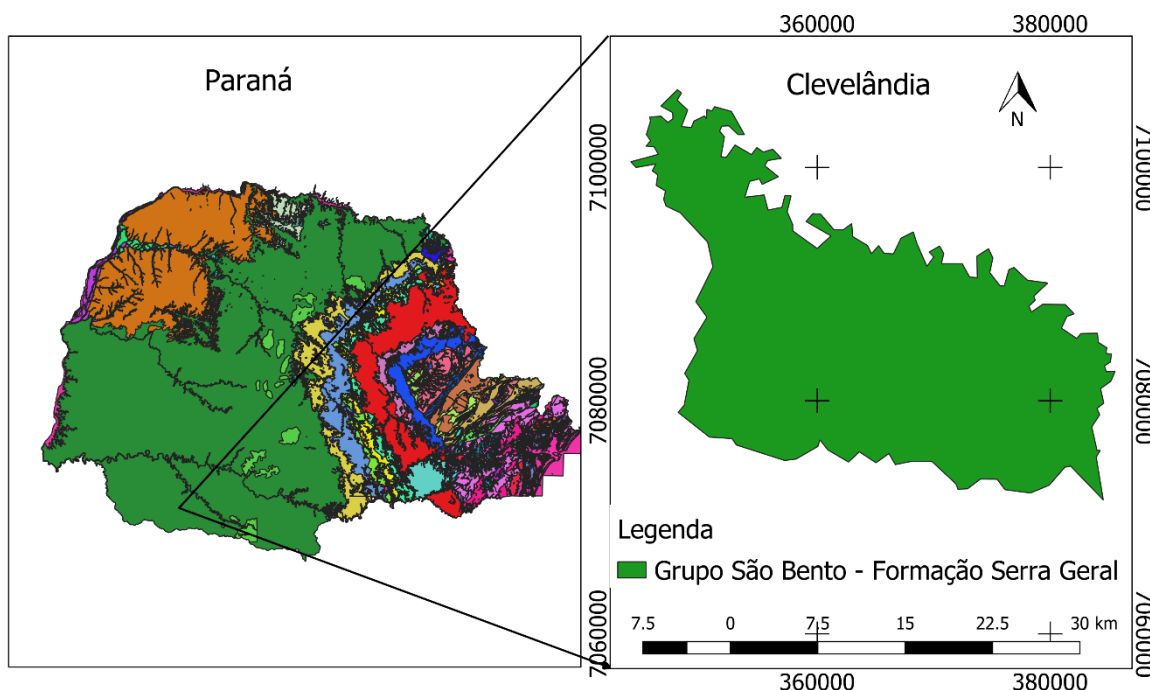 Paraná
360000 380000
Clevelândia
N
7100000 7100000
7080000 7080000
Legenda
Grupo São Bento - Formação Serra Geral
7060000 7060000
7.5 0 7.5 15 22.5 30 km
360000 380000